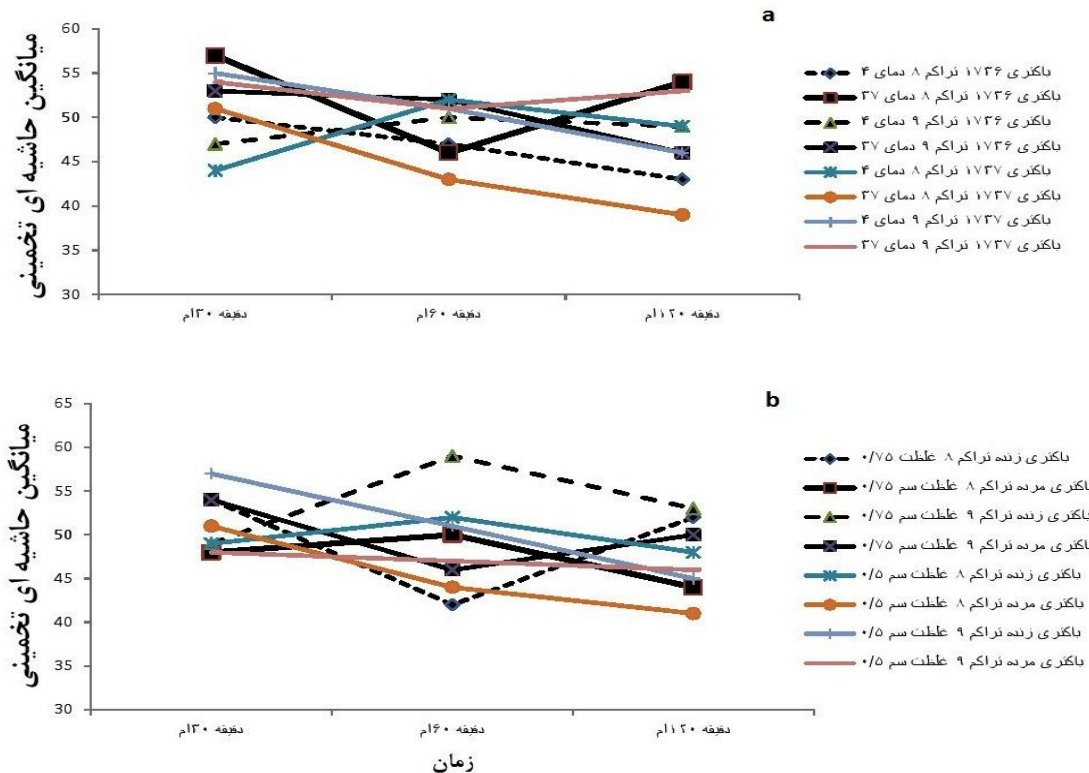 a
میانگین حاشیه ای تخمینی
60
55
50
45
40
35
30
دقیقه ۳۰ام
دقیقه ۶۰ام
دقیقه ۱۲۰ام
باکتری ۱۷۳۶ تراکم ۸ دمای ۴
باکتری ۱۷۳۶ تراکم ۸ دمای ۳۷
باکتری ۱۷۳۶ تراکم ۹ دمای ۴
باکتری ۱۷۳۶ تراکم ۹ دمای ۳۷
باکتری ۱۷۳۷ تراکم ۸ دمای ۴
باکتری ۱۷۳۷ تراکم ۸ دمای ۳۷
باکتری ۱۷۳۷ تراکم ۹ دمای ۴
باکتری ۱۷۳۷ تراکم ۹ دمای ۳۷
b
میانگین حاشیه ای تخمینی
65
60
55
50
45
40
35
30
دقیقه ۳۰ام
دقیقه ۶۰ام
دقیقه ۱۲۰ام
زمان
باکتری زنده تراکم ۸ غلظت ۰/۷۵
باکتری مرده تراکم ۸ غلظت سم ۰/۷۵
باکتری زنده تراکم ۹ غلظت سم ۰/۷۵
باکتری مرده تراکم ۹ غلظت سم ۰/۷۵
باکتری زنده تراکم ۸ غلظت سم ۰/۵
باکتری مرده تراکم ۸ غلظت سم ۰/۵
باکتری زنده تراکم ۹ غلظت سم ۰/۵
باکتری مرده تراکم ۹ غلظت سم ۰/۵